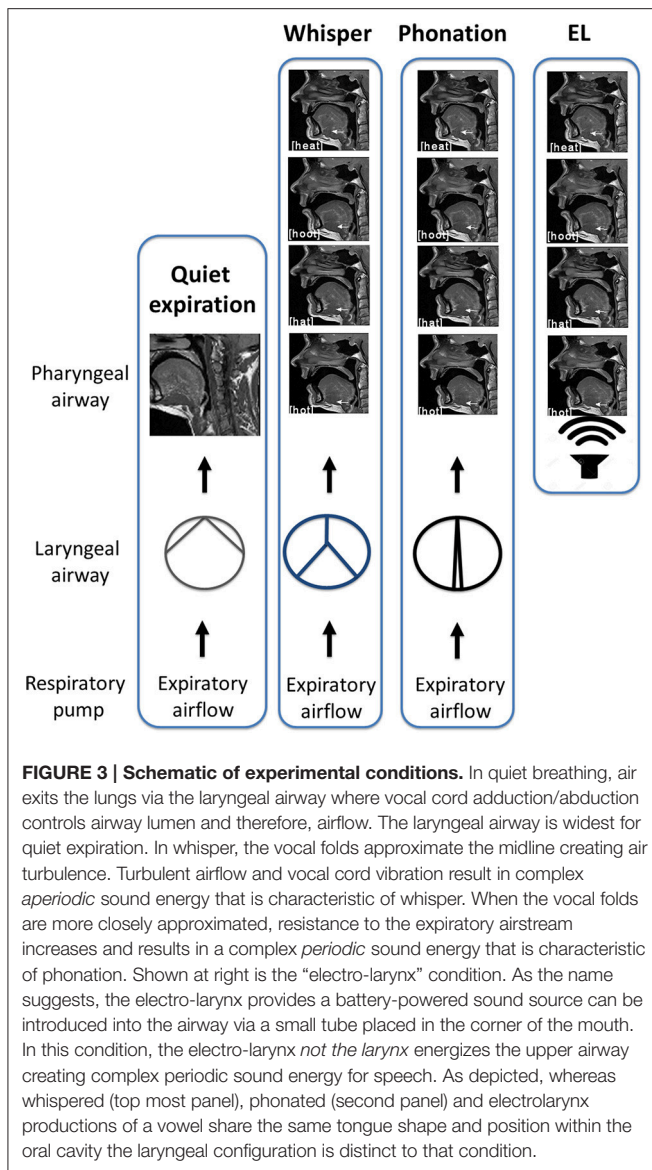 Whisper Phonation EL
[heat] [heat] [heat]
[hoot] [hoot] [hoot]
Quiet
expiration
[hat] [hat] [hat]
Pharyngeal
airway
[hot] [hot] [hot]
Laryngeal
airway
Respiratory
pump
Expiratory
airflow
Expiratory
airflow
Expiratory
airflow
FIGURE 3 | Schematic of experimental conditions. In quiet breathing, air
exits the lungs via the laryngeal airway where vocal cord adduction/abduction
controls airway lumen and therefore, airflow. The laryngeal airway is widest for
quiet expiration. In whisper, the vocal folds approximate the midline creating air
turbulence. Turbulent airflow and vocal cord vibration result in complex
aperiodic sound energy that is characteristic of whisper. When the vocal folds
are more closely approximated, resistance to the expiratory airstream
increases and results in a complex periodic sound energy that is characteristic
of phonation. Shown at right is the “electro-larynx” condition. As the name
suggests, the electro-larynx provides a battery-powered sound source can be
introduced into the airway via a small tube placed in the corner of the mouth.
In this condition, the electro-larynx not the larynx energizes the upper airway
creating complex periodic sound energy for speech. As depicted, whereas
whispered (top most panel), phonated (second panel) and electrolarynx
productions of a vowel share the same tongue shape and position within the
oral cavity the laryngeal configuration is distinct to that condition.